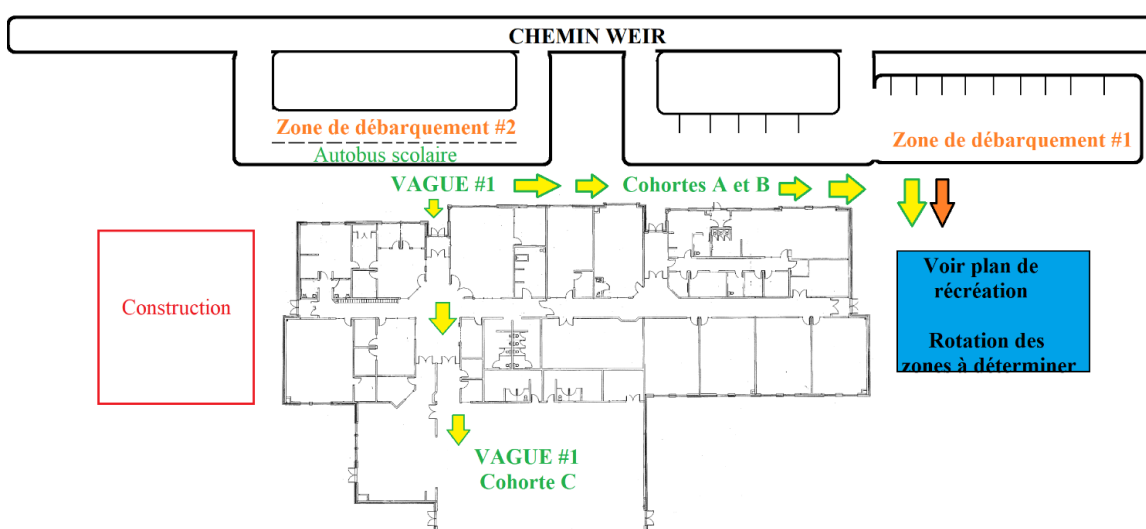 CHEMIN WEIR
Zone de débarquement #2
Autobus scolaire
Zone de débarquement #1
VAGUE #1
Cohortes A et B
Construction
Voir plan de
récréation
Rotation des
zones à déterminer
VAGUE #1
Cohorte C